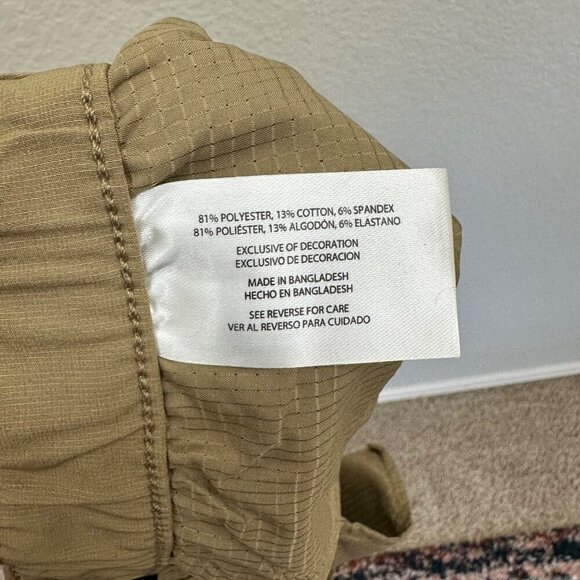 81% POLYESTER, 13% COTTON, 6% SPANDEX
81% POLIÉSTER, 13% ALGODÓN, 6% ELASTANO
EXCLUSIVE OF DECORATION
EXCLUSIVO DE DECORACION
MADE IN BANGLADESH
HECHO EN BANGLADESH
SEE REVERSE FOR CARE
VER AL REVERSO PARA CUIDADO